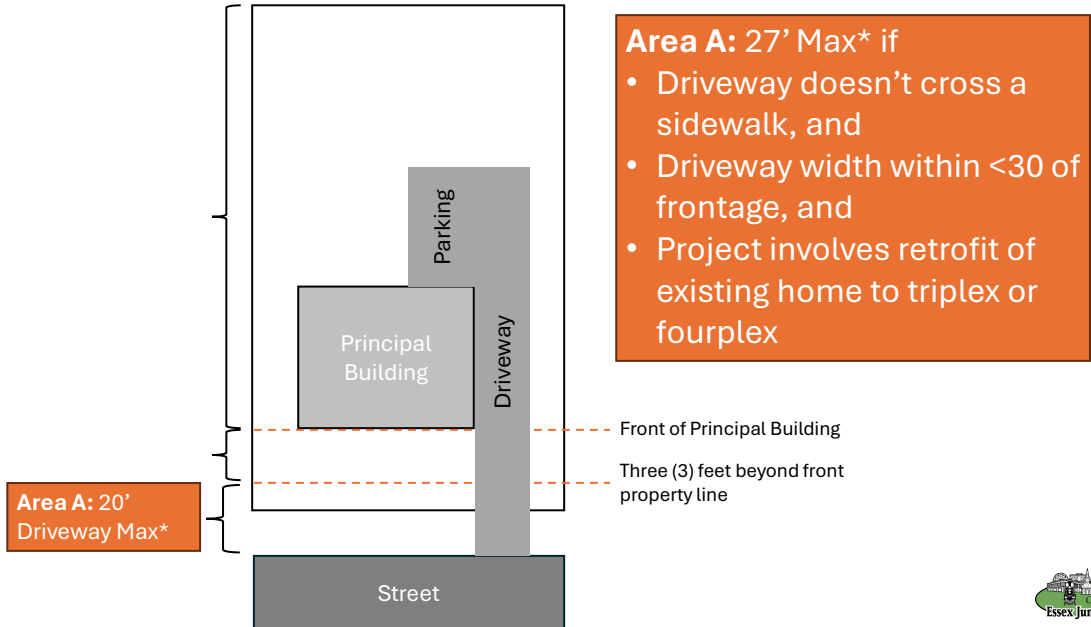 Area A: 27’ Max* if
• Driveway doesn’t cross a
sidewalk, and
• Driveway width within <30 of
frontage, and
• Project involves retrofit of
existing home to triplex or
fourplex
Parking
Principal
Building
Driveway
Front of Principal Building
Three (3) feet beyond front
property line
Area A: 20’
Driveway Max*
Street
Essex Jun